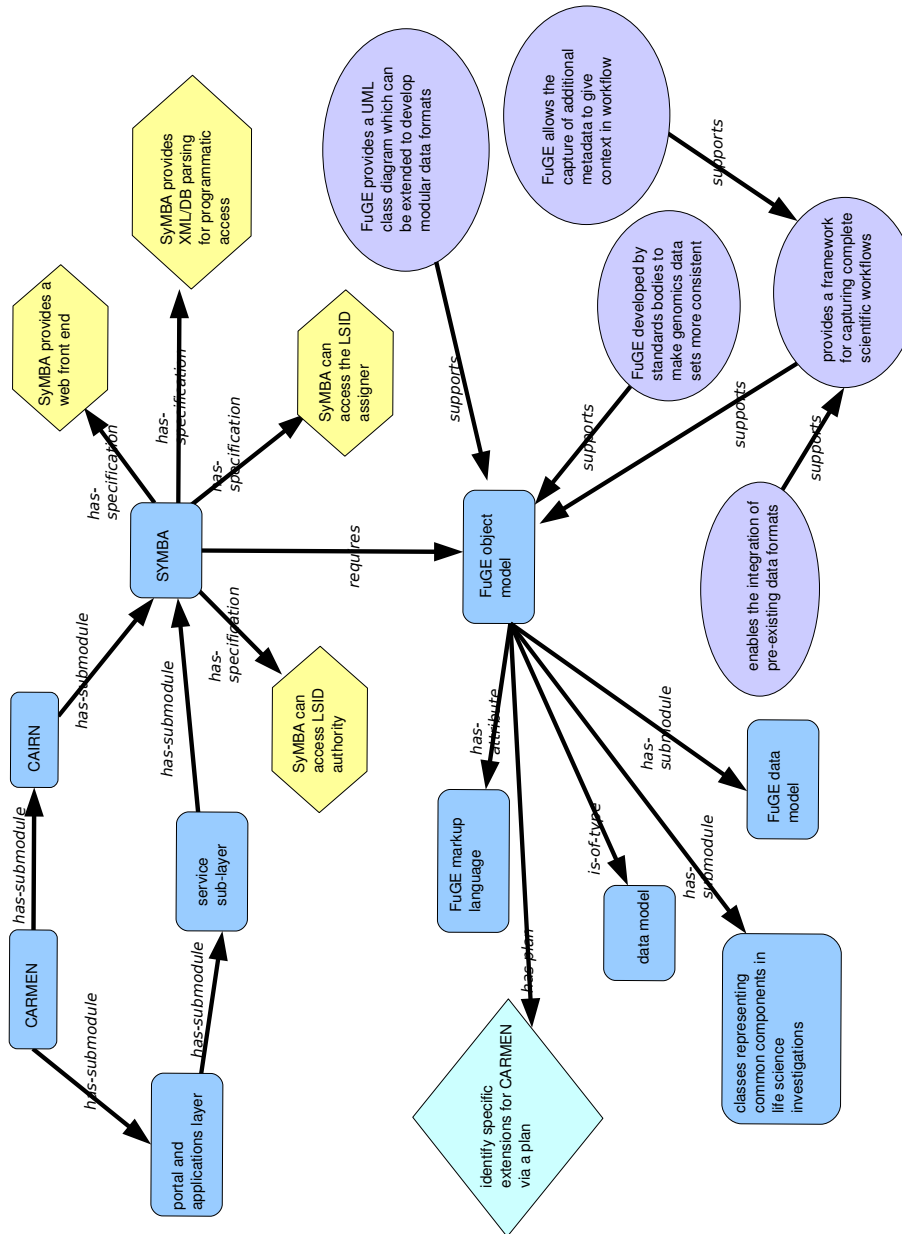 CARMEN
has-submodule
CAIRN
has-submodule
portal and
applications layer
has-submodule
service
sub-layer
has-submodule
has-submodule
SYMBA
has-
specification
SyMBA provides a
web front end
has-
specification
SyMBA provides
XML/DB parsing
for programmatic
access
has-
specification
SyMBA can
access the LSID
assigner
has-
specification
SyMBA can
access LSID
authority
requires
FuGE object
model
supports
FuGE provides a UML
class diagram which can
be extended to develop
modular data formats
supports
FuGE developed by
standards bodies to
make genomics data
sets more consistent
supports
provides a framework
for capturing complete
scientific workflows
supports
FuGE allows the
capture of additional
metadata to give
context in workflow
supports
enables the integration of
pre-existing data formats
has-
attribute
FuGE markup
language
has plan
identify specific
extensions for CARMEN
via a plan
is-of-type
data model
has-
submodule
classes representing
common components in
life science
investigations
has-
submodule
FuGE data
model